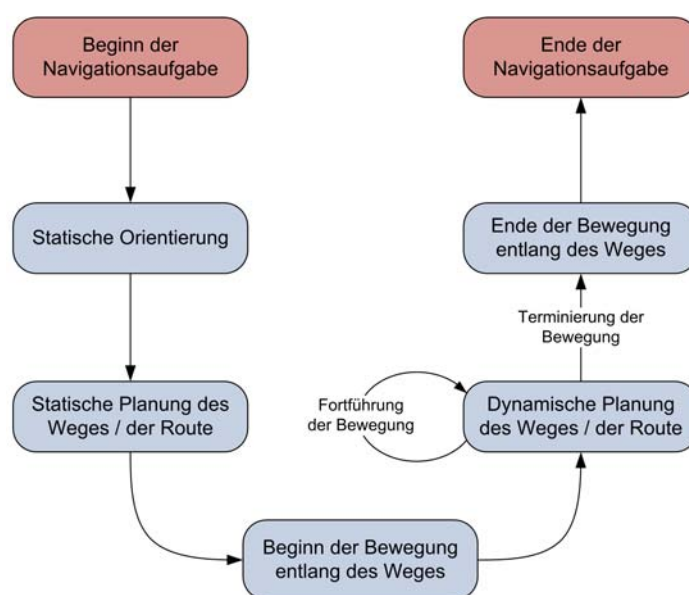 Beginn der
Navigationsaufgabe
Ende der
Navigationsaufgabe
Statische Orientierung
Ende der Bewegung
entlang des Weges
Terminierung der
Bewegung
Statische Planung des
Weges / der Route
Fortführung
der Bewegung
Dynamische Planung
des Weges / der Route
Beginn der Bewegung
entlang des Weges